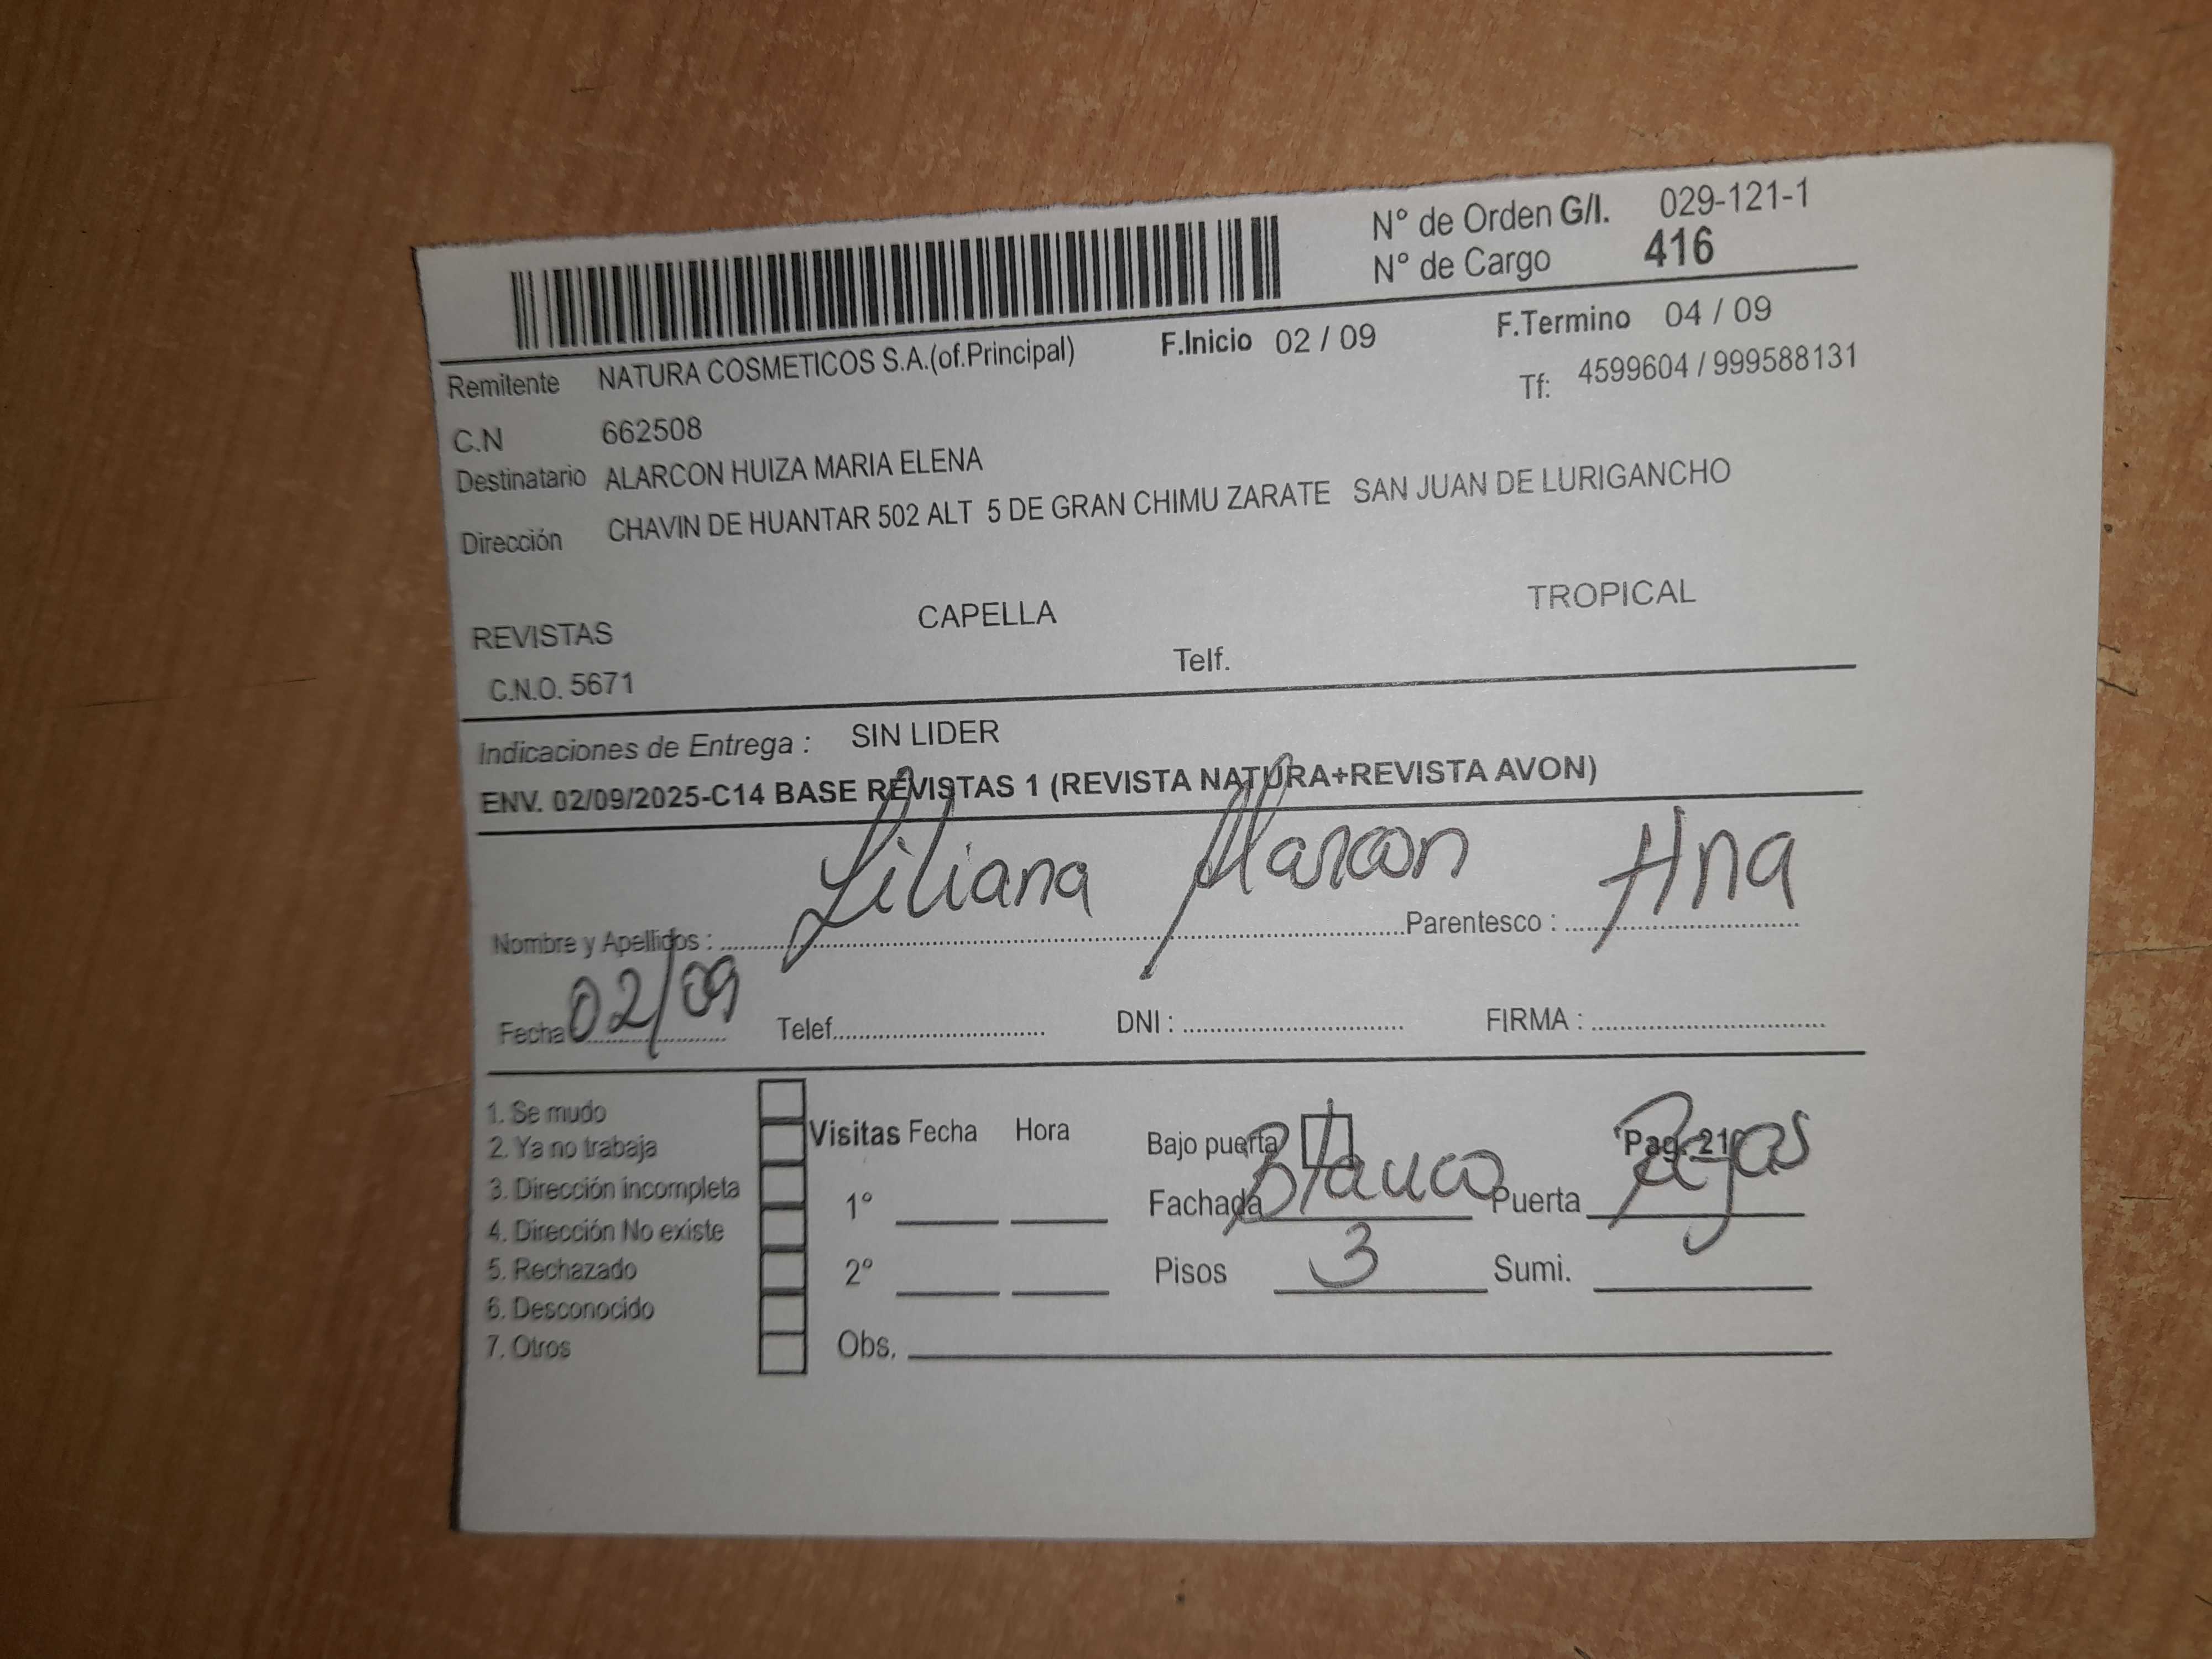 N° de Orden G/I. 029-121-1
N° de Cargo 416
F.Inicio 02 / 09 F.Termino 04 / 09
Remitente NATURA COSMETICOS S.A.(of.Principal) Tf: 4599604 / 999588131
C.N 662508
Destinatario ALARCON HUIZA MARIA ELENA
Dirección CHAVIN DE HUANTAR 502 ALT 5 DE GRAN CHIMU ZARATE SAN JUAN DE LURIGANCHO
REVISTAS CAPELLA TROPICAL
C.N.O. 5671 Telf.
Indicaciones de Entrega : SIN LIDER
ENV. 02/09/2025-C14 BASE REVISTAS 1 (REVISTA NATURA+REVISTA AVON)
Nombre y Apellidos : Liliana Alarcon Parentesco : Hna
Fecha 02/09 Telef. DNI : FIRMA :
1. Se mudo
2. Ya no trabaja
3. Dirección incompleta
4. Dirección No existe
5. Rechazado
6. Desconocido
7. Otros
Visitas Fecha Hora Bajo puerta Pag. 21
1° Fachada Blanco Puerta
2° Pisos 3 Sumi.
Obs.